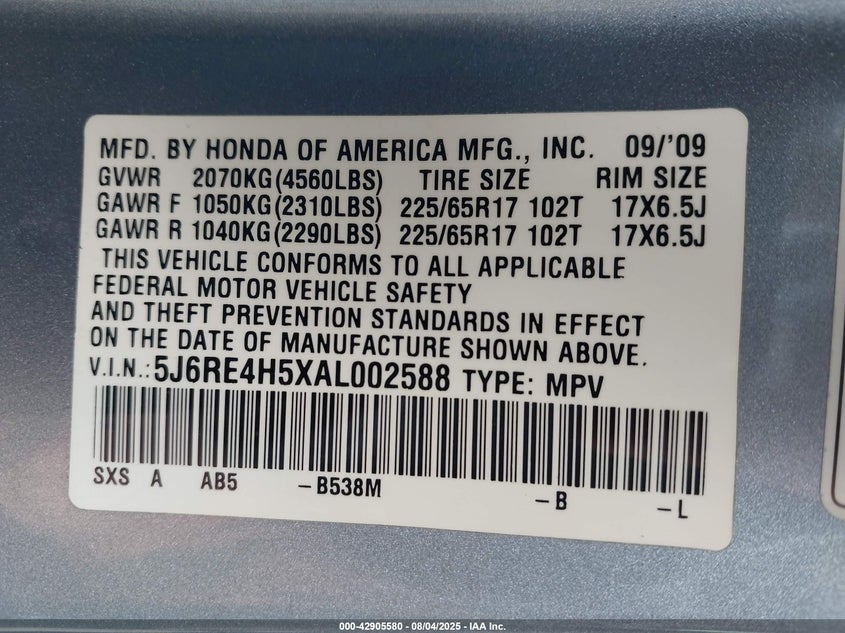 MFD. BY HONDA OF AMERICA MFG., INC. 09/'09
GVWR 2070KG(4560LBS) TIRE SIZE RIM SIZE
GAWR F 1050KG(2310LBS) 225/65R17 102T 17X6.5J
GAWR R 1040KG(2290LBS) 225/65R17 102T 17X6.5J
THIS VEHICLE CONFORMS TO ALL APPLICABLE
FEDERAL MOTOR VEHICLE SAFETY
AND THEFT PREVENTION STANDARDS IN EFFECT
ON THE DATE OF MANUFACTURE SHOWN ABOVE.
V.I.N.: 5J6RE4H5XAL002588 TYPE: MPV
SXS A AB5 -B538M -B -L
000-42905580 - 08/04/2025 - IAA Inc.